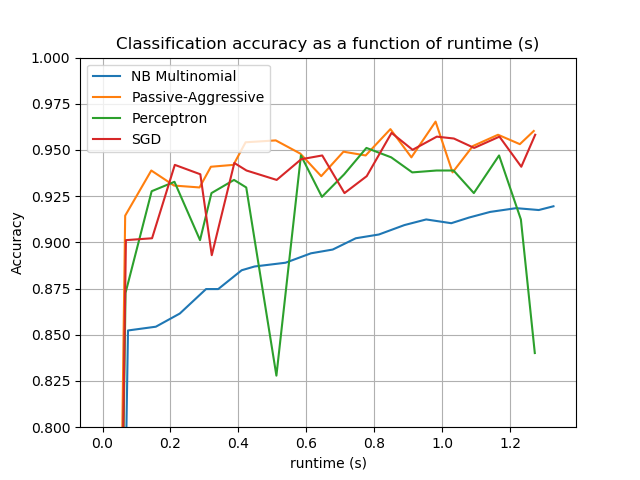 Classification accuracy as a function of runtime (s)
1.000
0.975
0.950
0.925
0.900
0.875
0.850
0.825
0.800
Accuracy
NB Multinomial
Passive-Aggressive
Perceptron
SGD
0.0 0.2 0.4 0.6 0.8 1.0 1.2
runtime (s)